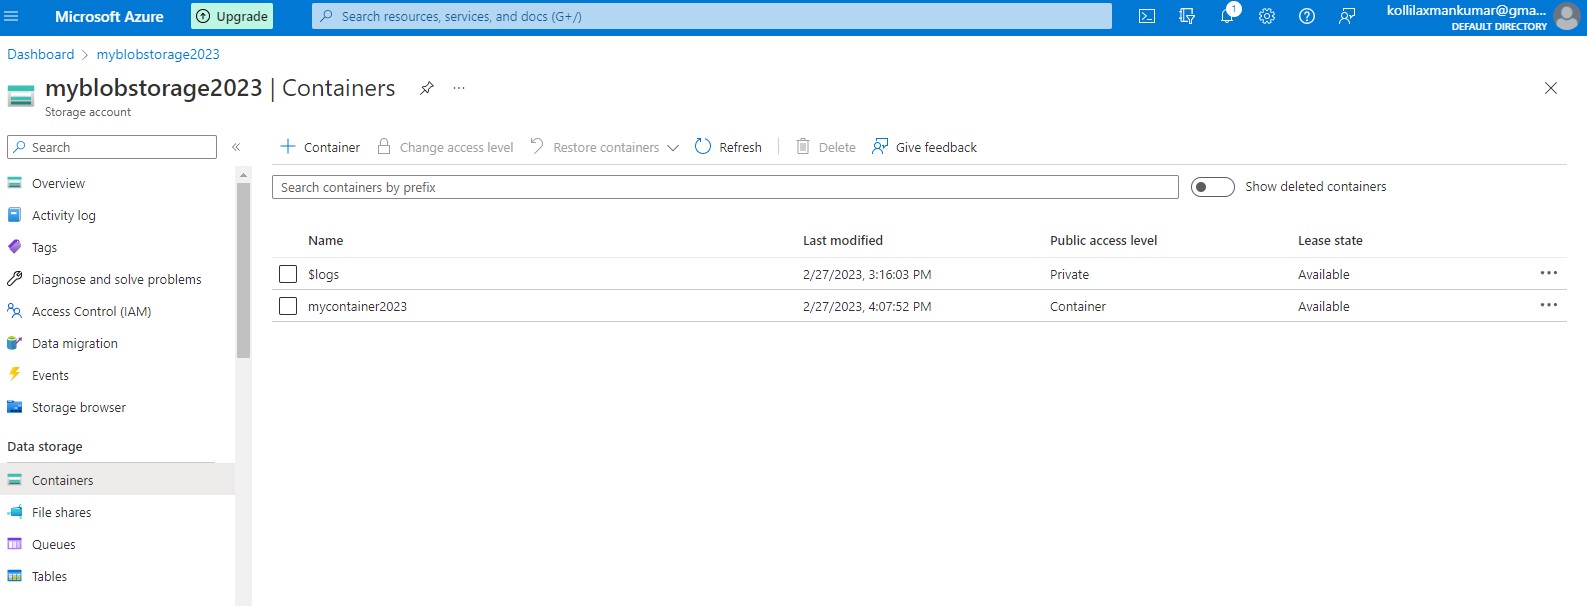 Microsoft Azure Upgrade Search resources, services, and docs (G+/) 1 kollilaxmankumar@gma...
DEFAULT DIRECTORY
Dashboard > myblobstorage2023
myblobstorage2023 | Containers ...
Storage account
Search « + Container Change access level Restore containers Refresh Delete Give feedback
Search containers by prefix Show deleted containers
Overview
Activity log
Tags
Diagnose and solve problems
Access Control (IAM)
Data migration
Events
Storage browser
Data storage
Containers
File shares
Queues
Tables
Name Last modified Public access level Lease state
$logs 2/27/2023, 3:16:03 PM Private Available ...
mycontainer2023 2/27/2023, 4:07:52 PM Container Available ...